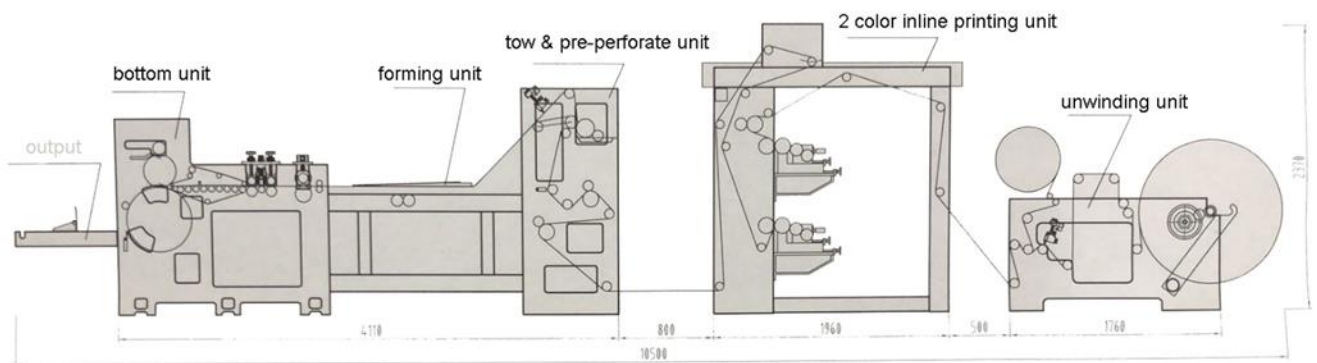 2 color inline printing unit
tow & pre-perforate unit
bottom unit
forming unit
unwinding unit
output
2370
4110
800
1960
500
1760
10500